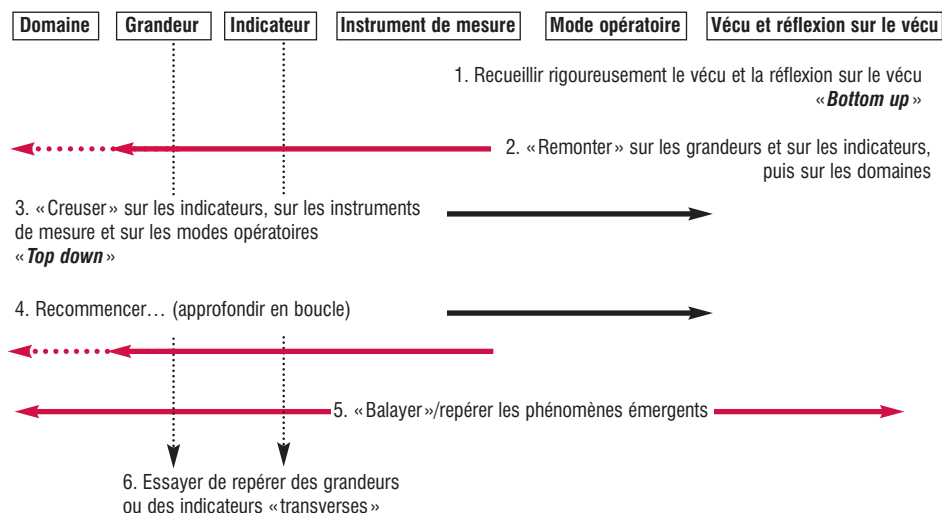 Domaine Grandeur Indicateur Instrument de mesure Mode opératoire Vécu et réflexion sur le vécu
1. Recueillir rigoureusement le vécu et la réflexion sur le vécu
«Bottom up»
2. «Remonter» sur les grandeurs et sur les indicateurs,
puis sur les domaines
3. «Creuser» sur les indicateurs, sur les instruments
de mesure et sur les modes opératoires
«Top down»
4. Recommencer… (approfondir en boucle)
5. «Balayer»/repérer les phénomènes émergents
6. Essayer de repérer des grandeurs
ou des indicateurs «transverses»